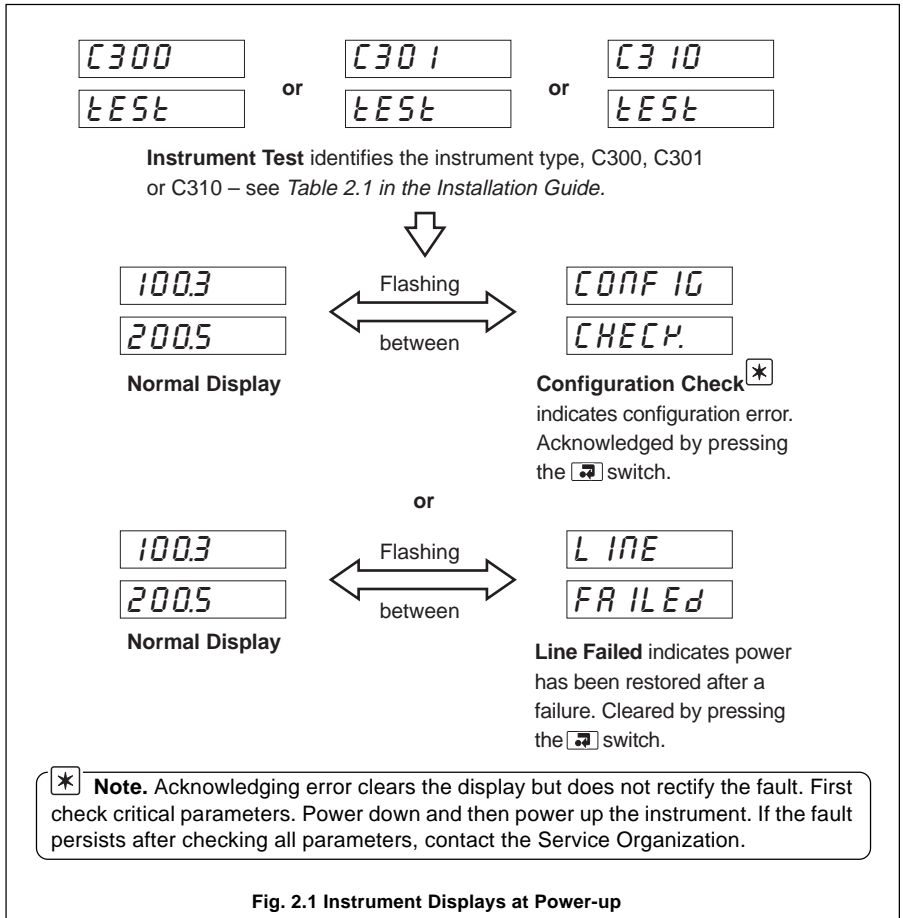 C300
tESt
or
C301
tESt
or
C310
tESt
Instrument Test identifies the instrument type, C300, C301
or C310 – see Table 2.1 in the Installation Guide.
100.3
200.5
Normal Display
Flashing
between
CONFIG
CHECK.
Configuration Check*
indicates configuration error.
Acknowledged by pressing
the switch.
or
100.3
200.5
Normal Display
Flashing
between
LINE
FAILEd
Line Failed indicates power
has been restored after a
failure. Cleared by pressing
the switch.
* Note. Acknowledging error clears the display but does not rectify the fault. First
check critical parameters. Power down and then power up the instrument. If the fault
persists after checking all parameters, contact the Service Organization.
Fig. 2.1 Instrument Displays at Power-up